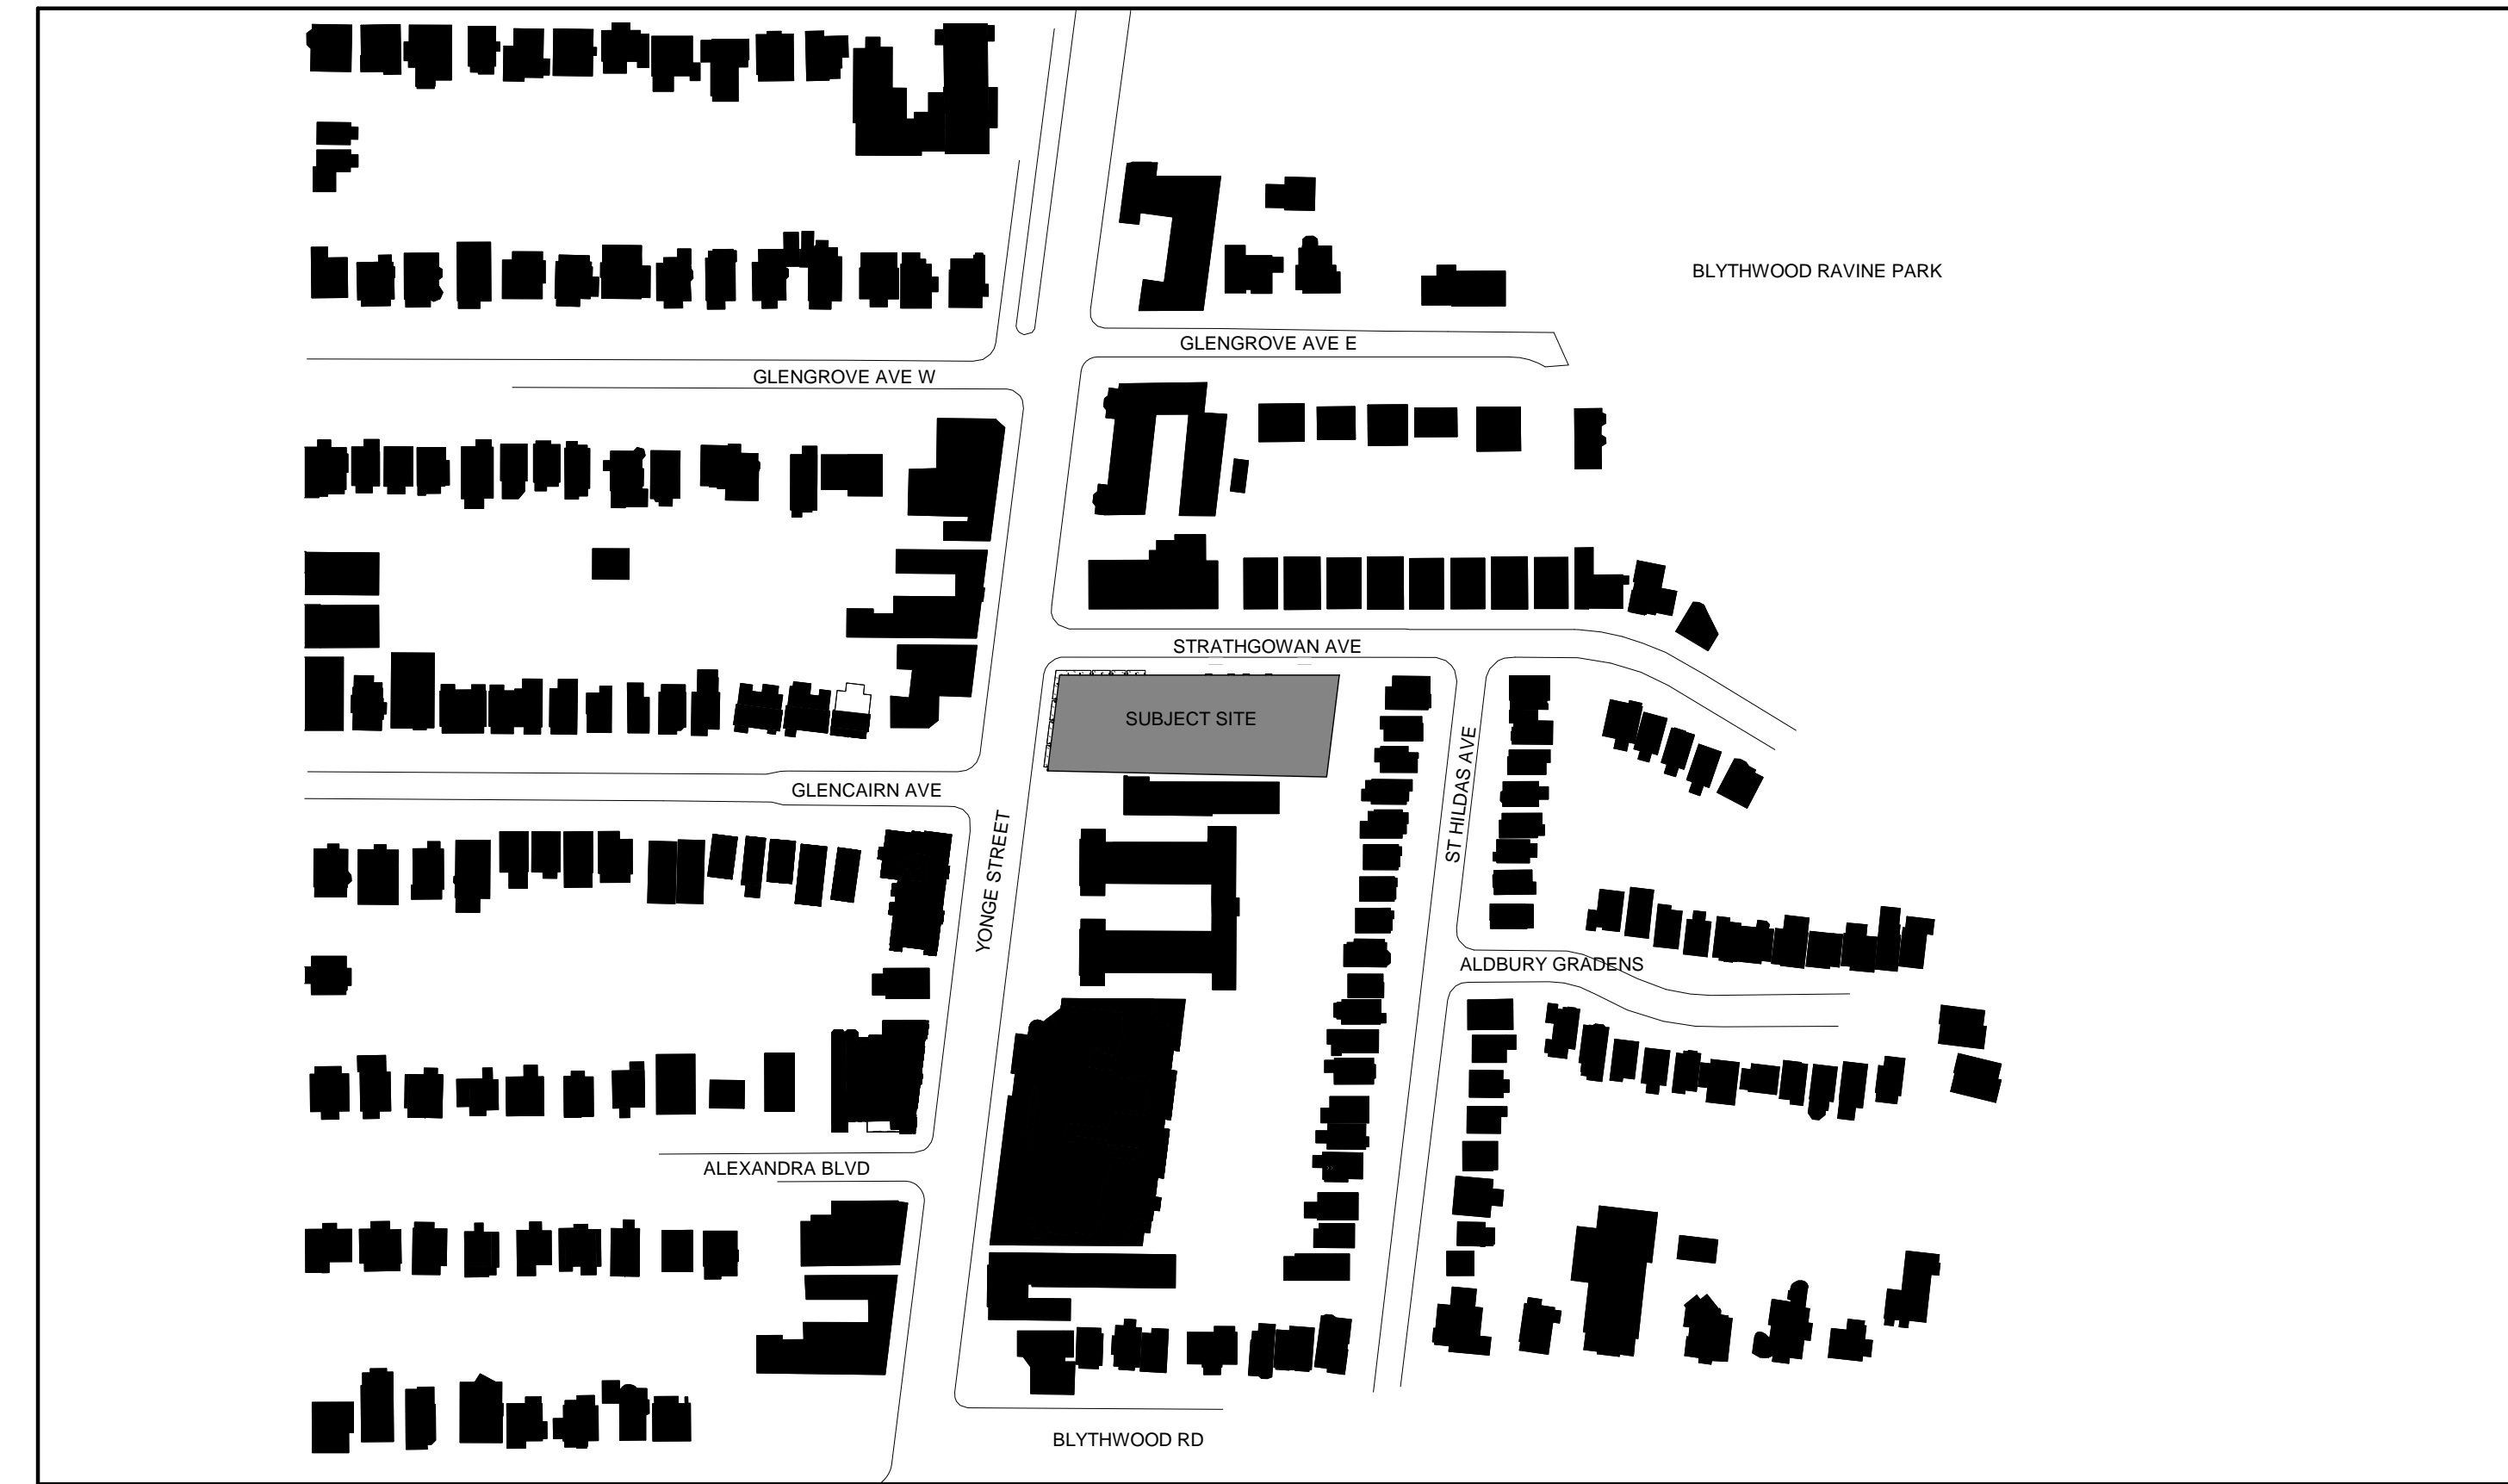 BLYTHWOOD RAVINE PARK
GLENGROVE AVE E
GLENGROVE AVE W
STRATHGOWAN AVE
SUBJECT SITE
ST HILDAS AVE
GLENCAIRN AVE
YONGE STREET
ALDBURY GRADENS
ALEXANDRA BLVD
BLYTHWOOD RD